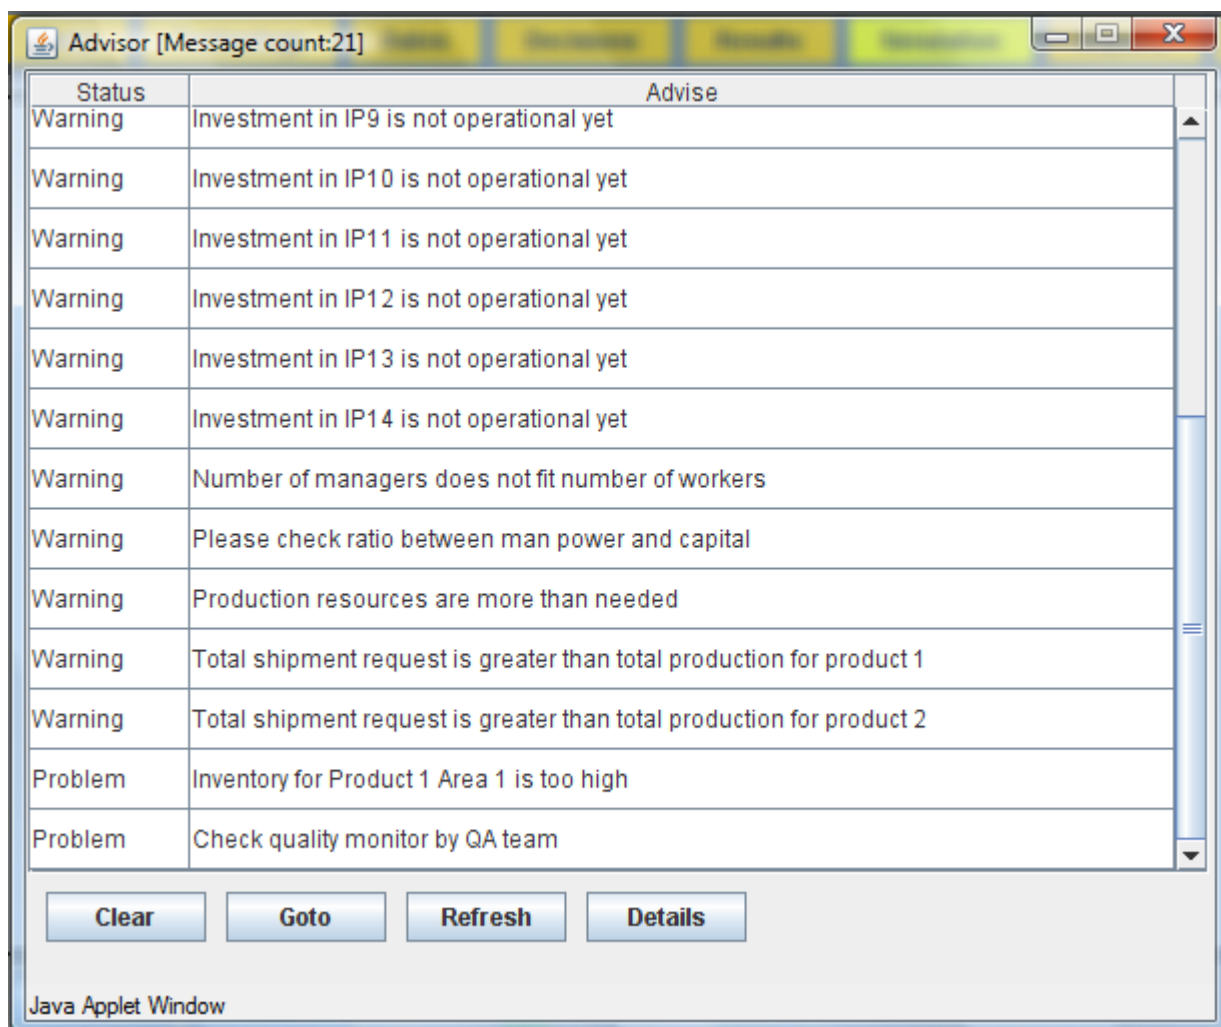 Advisor [Message count:21]
Status Advise
Warning Investment in IP9 is not operational yet
Warning Investment in IP10 is not operational yet
Warning Investment in IP11 is not operational yet
Warning Investment in IP12 is not operational yet
Warning Investment in IP13 is not operational yet
Warning Investment in IP14 is not operational yet
Warning Number of managers does not fit number of workers
Warning Please check ratio between man power and capital
Warning Production resources are more than needed
Warning Total shipment request is greater than total production for product 1
Warning Total shipment request is greater than total production for product 2
Problem Inventory for Product 1 Area 1 is too high
Problem Check quality monitor by QA team
Clear Goto Refresh Details
Java Applet Window